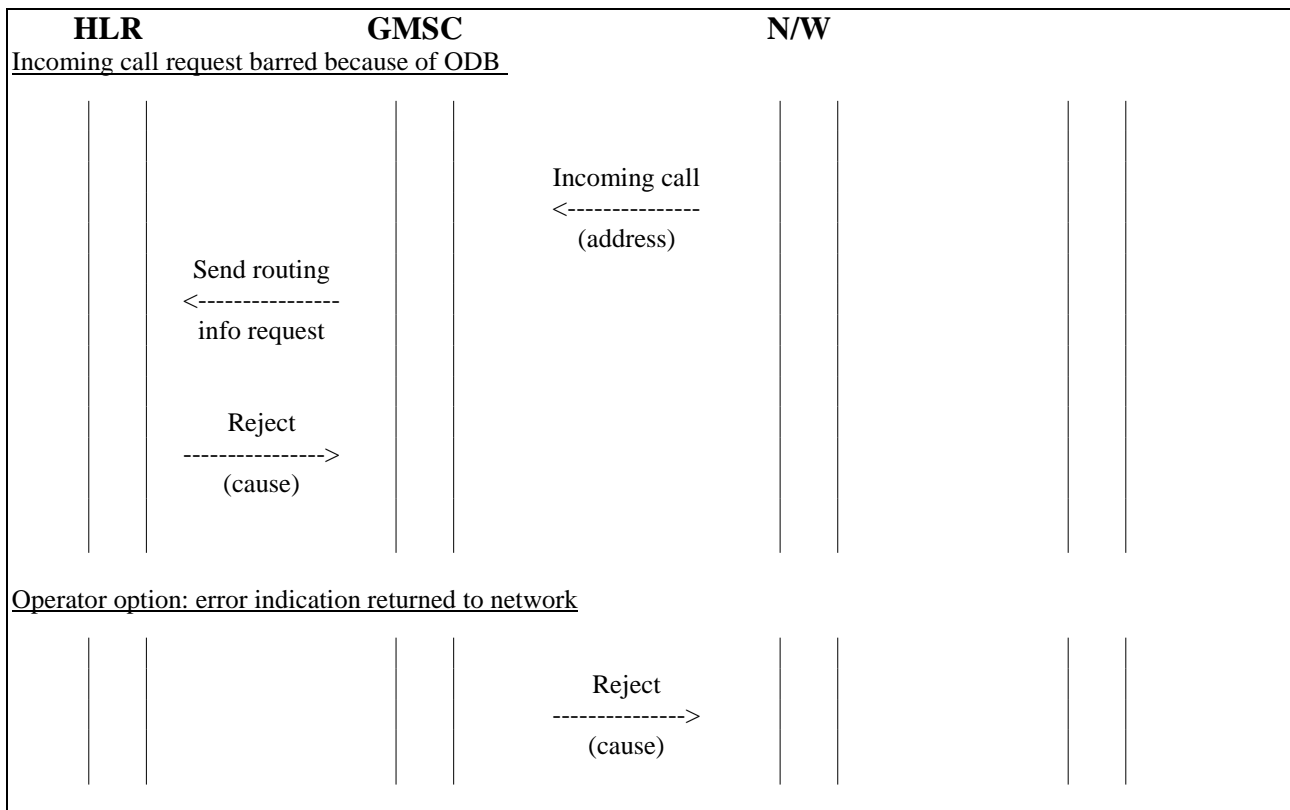 HLR GMSC N/W
Incoming call request barred because of ODB
Incoming call
<---------------
(address)
Send routing
<----------------
info request
Reject
---------------->
(cause)
Operator option: error indication returned to network
Reject
--------------->
(cause)